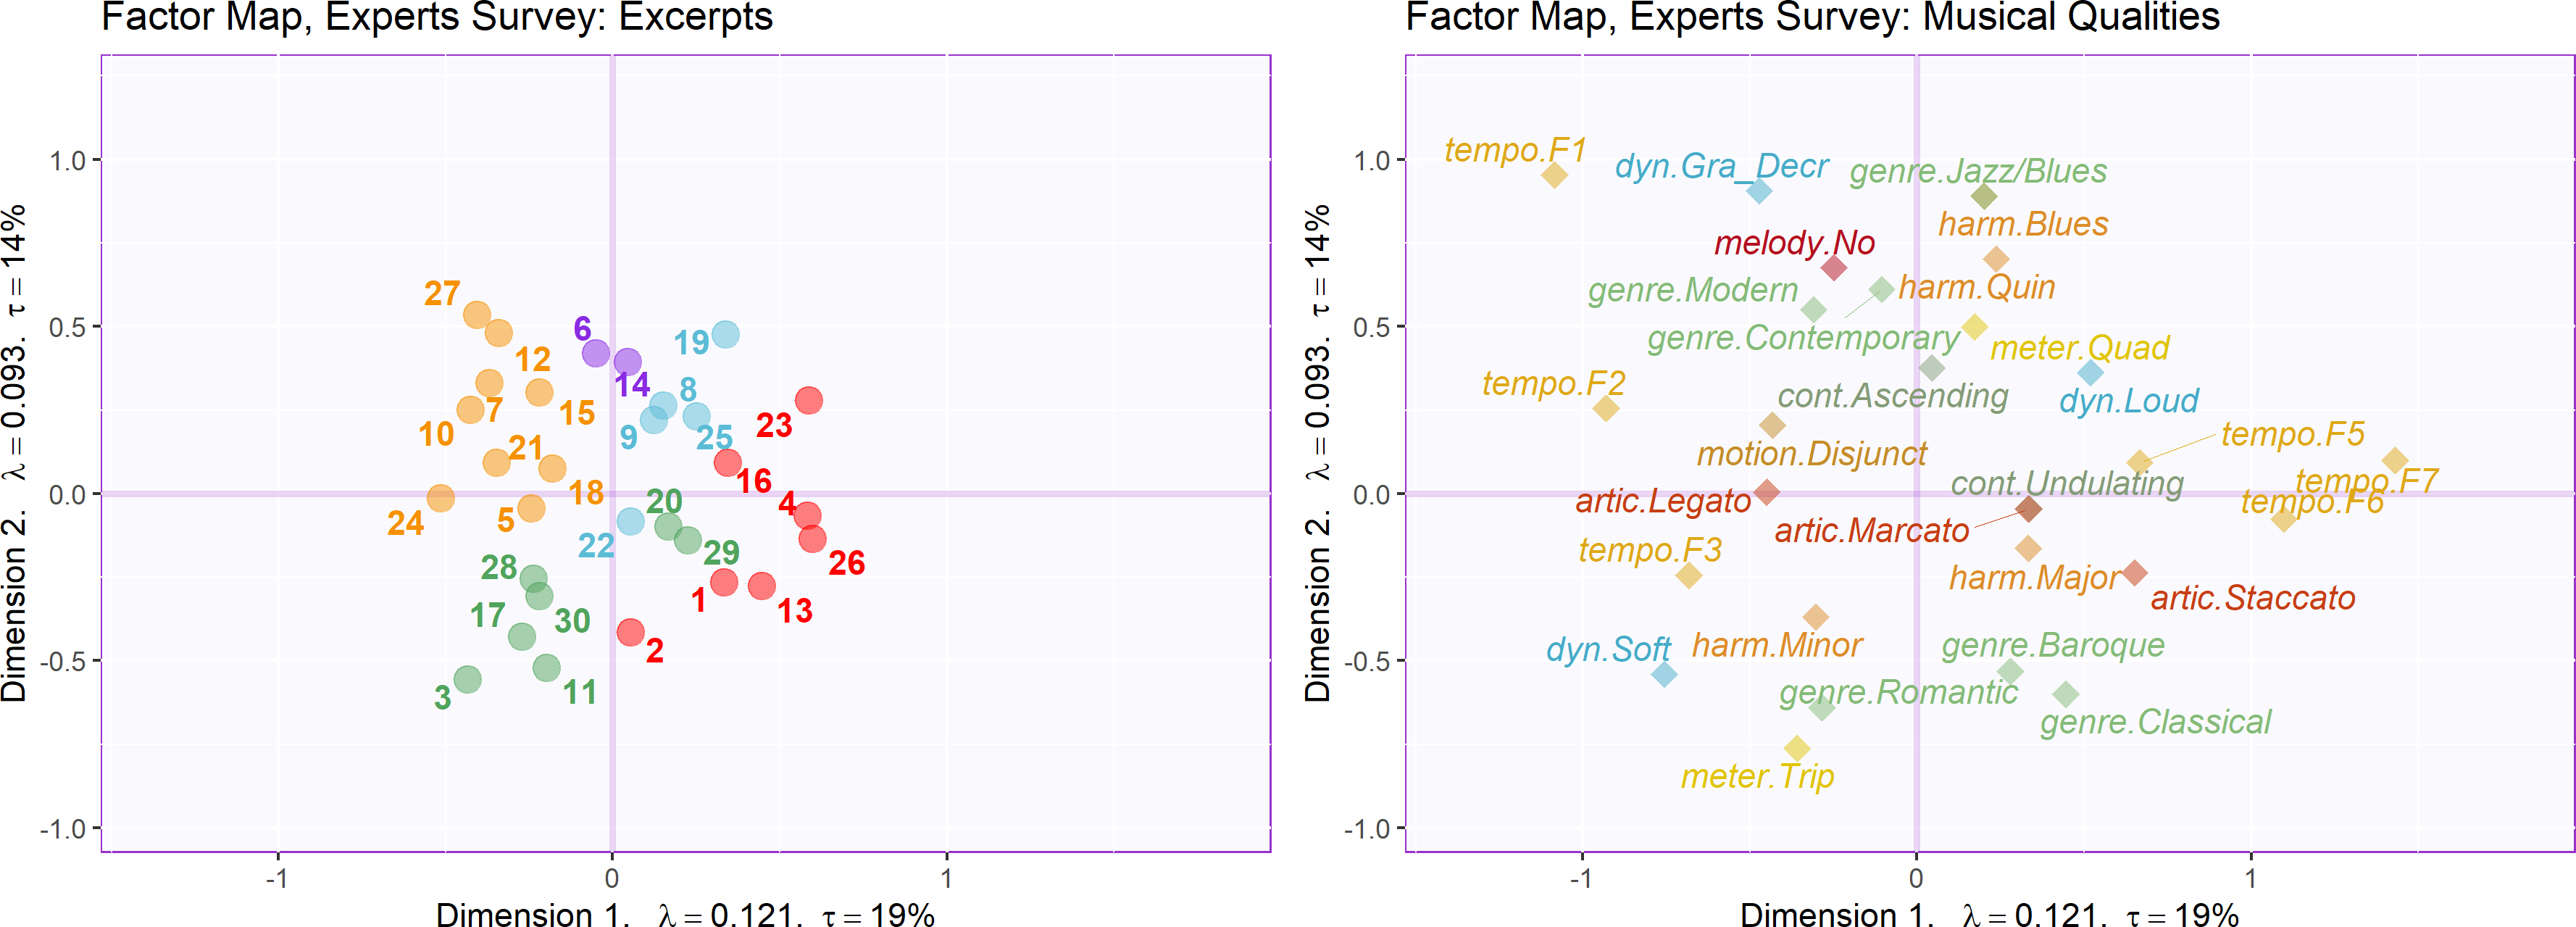 Factor Map, Experts Survey: Excerpts
1.0
0.5
0.0
-0.5
-1.0
-1
0
1
Dimension 1.   λ = 0.121.  τ = 19%
Dimension 2.   λ = 0.093.  τ = 14%
27
12
6
14
19
8
7
15
10
9
25
23
21
16
18
24
5
20
4
22
29
26
28
17
30
1
13
2
3
11
Factor Map, Experts Survey: Musical Qualities
1.0
0.5
0.0
-0.5
-1.0
-1
0
1
Dimension 1.   λ = 0.121.  τ = 19%
Dimension 2.   λ = 0.093.  τ = 14%
tempo.F1
dyn.Gra_Decr
genre.Jazz/Blues
harm.Blues
melody.No
genre.Modern
harm.Quin
genre.Contemporary
meter.Quad
tempo.F2
cont.Ascending
dyn.Loud
motion.Disjunct
tempo.F5
cont.Undulating
tempo.F7
artic.Legato
tempo.F6
artic.Marcato
tempo.F3
harm.Major
artic.Staccato
dyn.Soft
harm.Minor
genre.Baroque
genre.Romantic
genre.Classical
meter.Trip